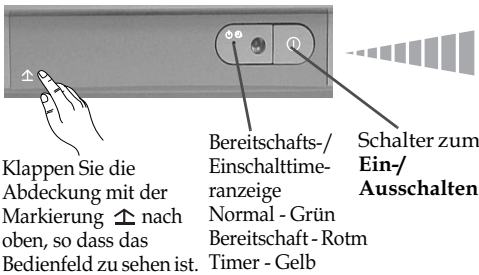 Klappen Sie die
Abdeckung mit der
Markierung nach
oben, so dass das
Bedienfeld zu sehen ist.
Bereitschafts-/
Einschalttime-
ranzeige
Normal - Grün
Bereitschaft - Rotm
Timer - Gelb
Schalter zum
Ein-/
Ausschalten